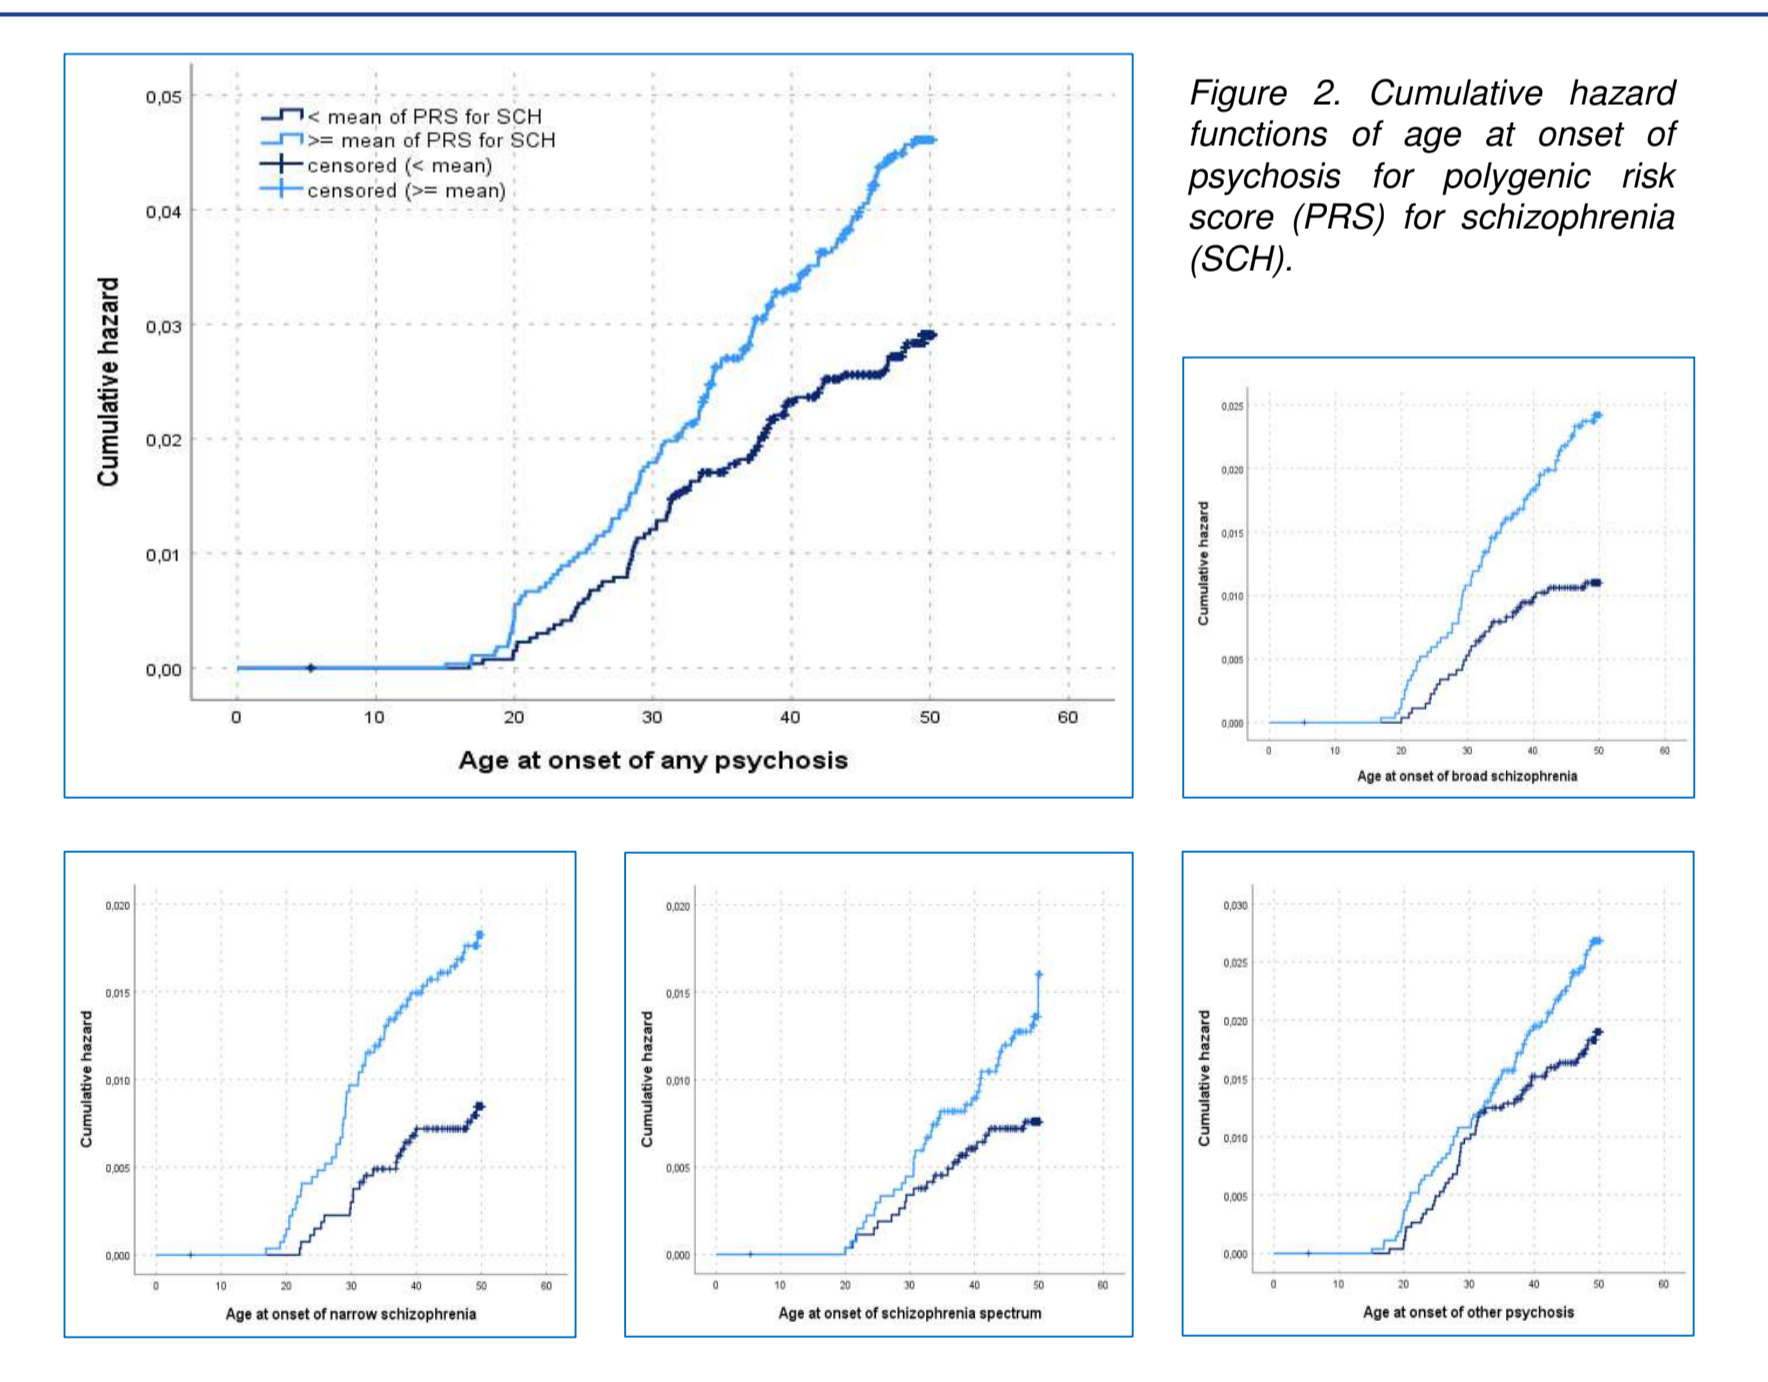 0,05
0,04
0,03
0,02
0,01
0,00
Cumulative hazard
< mean of PRS for SCH
>= mean of PRS for SCH
censored (< mean)
censored (>= mean)
0 10 20 30 40 50 60
Age at onset of any psychosis
Figure 2. Cumulative hazard
functions of age at onset of
psychosis for polygenic risk
score (PRS) for schizophrenia
(SCH).
0,025
0,020
0,015
0,010
0,005
0,000
Cumulative hazard
0 10 20 30 40 50 60
Age at onset of broad schizophrenia
0,020
0,015
0,010
0,005
0,000
Cumulative hazard
0 10 20 30 40 50 60
Age at onset of narrow schizophrenia
0,020
0,015
0,010
0,005
0,000
Cumulative hazard
0 10 20 30 40 50 60
Age at onset of schizophrenia spectrum
0,030
0,025
0,020
0,015
0,010
0,005
0,000
Cumulative hazard
0 10 20 30 40 50 60
Age at onset of other psychosis